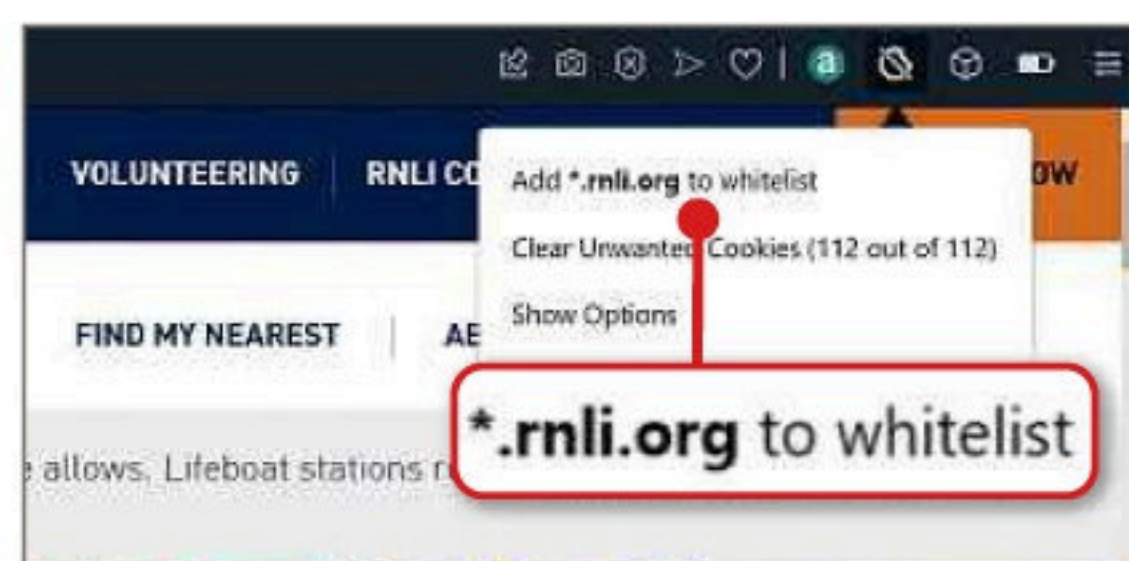 a
VOLUNTEERING
RNLI CO
OW
Add *.rnli.org to whitelist
Clear Unwanted Cookies (112 out of 112)
Show Options
FIND MY NEAREST
AE
*.rnli.org to whitelist
e allows, Lifeboat stations r